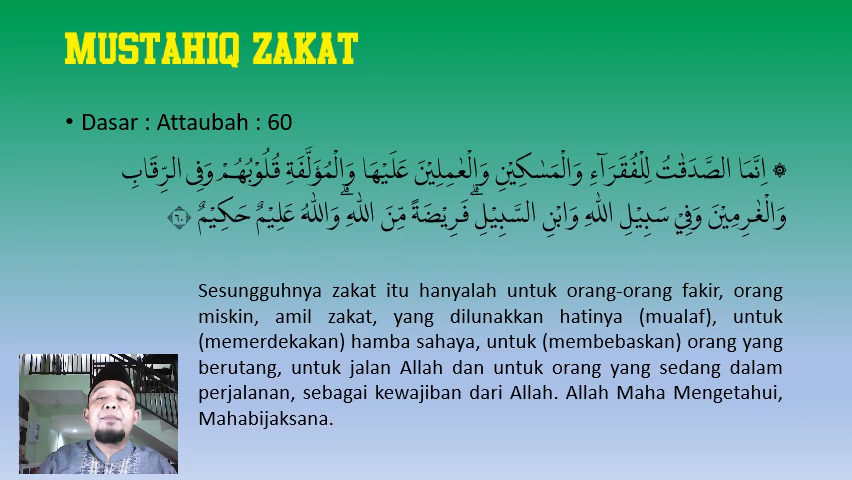 MUSTAHIQ ZAKAT
• Dasar : Attaubah : 60
۞ اِنَّمَا الصَّدَقٰتُ لِلْفُقَرَاۤءِ وَالْمَسٰكِيْنِ وَالْعٰمِلِيْنَ عَلَيْهَا وَالْمُؤَلَّفَةِ قُلُوْبُهُمْ وَفِى الرِّقَابِ
وَالْغٰرِمِيْنَ وَفِيْ سَبِيْلِ اللّٰهِ وَابْنِ السَّبِيْلِۗ فَرِيْضَةً مِّنَ اللّٰهِۗ وَاللّٰهُ عَلِيْمٌ حَكِيْمٌ ٦٠
Sesungguhnya zakat itu hanyalah untuk orang-orang fakir, orang
miskin, amil zakat, yang dilunakkan hatinya (mualaf), untuk
(memerdekakan) hamba sahaya, untuk (membebaskan) orang yang
berutang, untuk jalan Allah dan untuk orang yang sedang dalam
perjalanan, sebagai kewajiban dari Allah. Allah Maha Mengetahui,
Mahabijaksana.